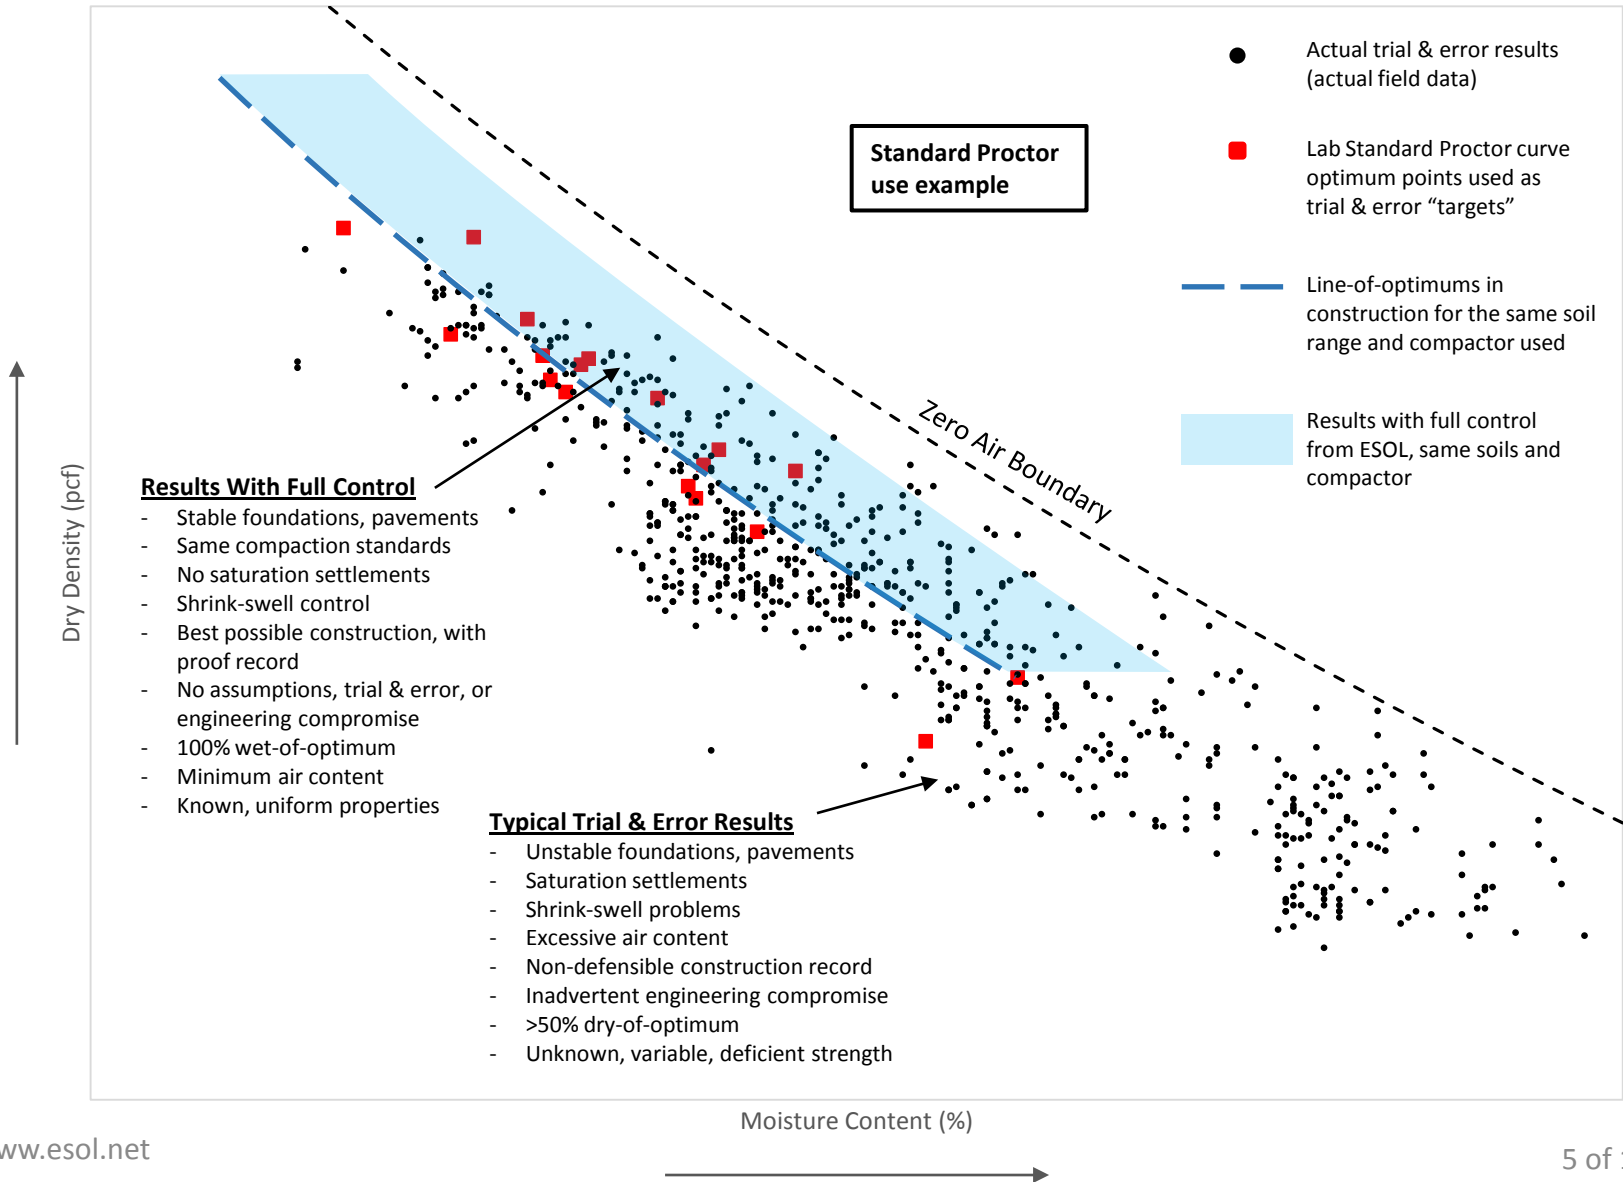 Actual trial & error results
(actual field data)
Standard Proctor
use example
Lab Standard Proctor curve
optimum points used as
trial & error “targets”
Line-of-optimums in
construction for the same soil
range and compactor used
Zero Air Boundary
Results with full control
from ESOL, same soils and
compactor
Dry Density (pcf)
Results With Full Control
- Stable foundations, pavements
- Same compaction standards
- No saturation settlements
- Shrink-swell control
- Best possible construction, with
proof record
- No assumptions, trial & error, or
engineering compromise
- 100% wet-of-optimum
- Minimum air content
- Known, uniform properties
Typical Trial & Error Results
- Unstable foundations, pavements
- Saturation settlements
- Shrink-swell problems
- Excessive air content
- Non-defensible construction record
- Inadvertent engineering compromise
- >50% dry-of-optimum
- Unknown, variable, deficient strength
Moisture Content (%)
ww.esol.net
5 of